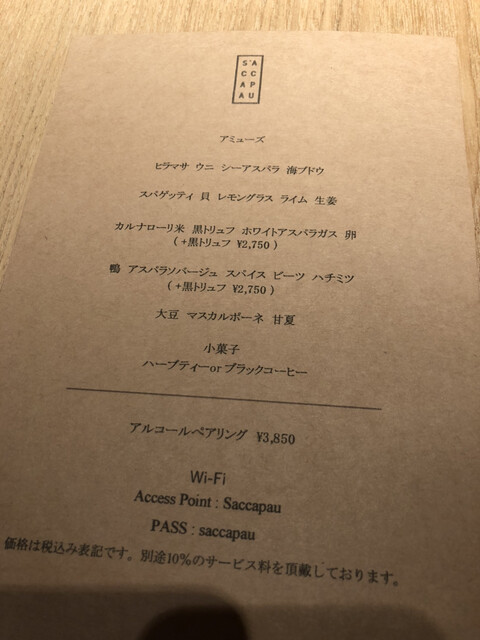 S'A
CC
AP
AU
アミューズ
ヒラマサ ウニ シーアスパラ 海ブドウ
スパゲッティ 貝 レモングラス ライム 生姜
カルナローリ米 黒トリュフ ホワイトアスパラガス 卵
( +黒トリュフ ¥2,750 )
鴨 アスパラソバージュ スパイス ビーツ ハチミツ
( +黒トリュフ ¥2,750 )
大豆 マスカルポーネ 甘夏
小菓子
ハーブティーor ブラックコーヒー
アルコールペアリング ¥3,850
Wi-Fi
Access Point : Saccapau
PASS : saccapau
価格は税込み表記です。別途10%のサービス料を頂戴しております。